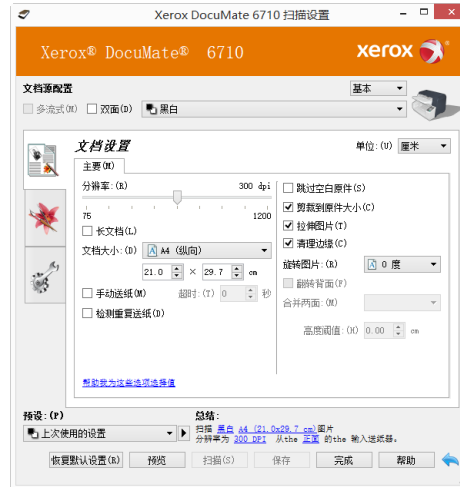 Xerox DocuMate 6710 扫描设置
Xerox® DocuMate® 6710
xerox
文档源配置
基本
多流式(M) 双面(D) 黑白
文档设置
单位:(U) 厘米
主要(M)
分辨率:(R) 300 dpi
75 1200
长文档(L)
文档大小:(D) A4 (纵向)
21.0 × 29.7 cm
手动送纸(M) 超时:(T) 0 秒
检测重复送纸(D)
跳过空白原件(S)
剪裁到原件大小(C)
拉伸图片(T)
清理边缘(C)
旋转图片:(R) 0 度
翻转背面(F)
合并两面:(M)
高度阈值:(H) 0.00 cm
帮助我为这些选项选择值
预设:(P)
上次使用的设置
总结:
扫描 黑白 A4 (21.0x29.7 cm)图片
分辨率为 300 DPI 从the 正面 的the 输入送纸器。
恢复默认设置(R) 预览 扫描(S) 保存 完成 帮助